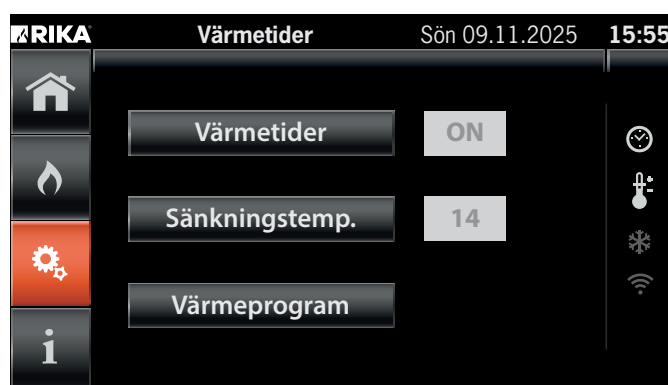 RIKA Värmetider Sön 09.11.2025 15:55
Värmetider ON
Sänkningstemp. 14
Värmeprogram
i